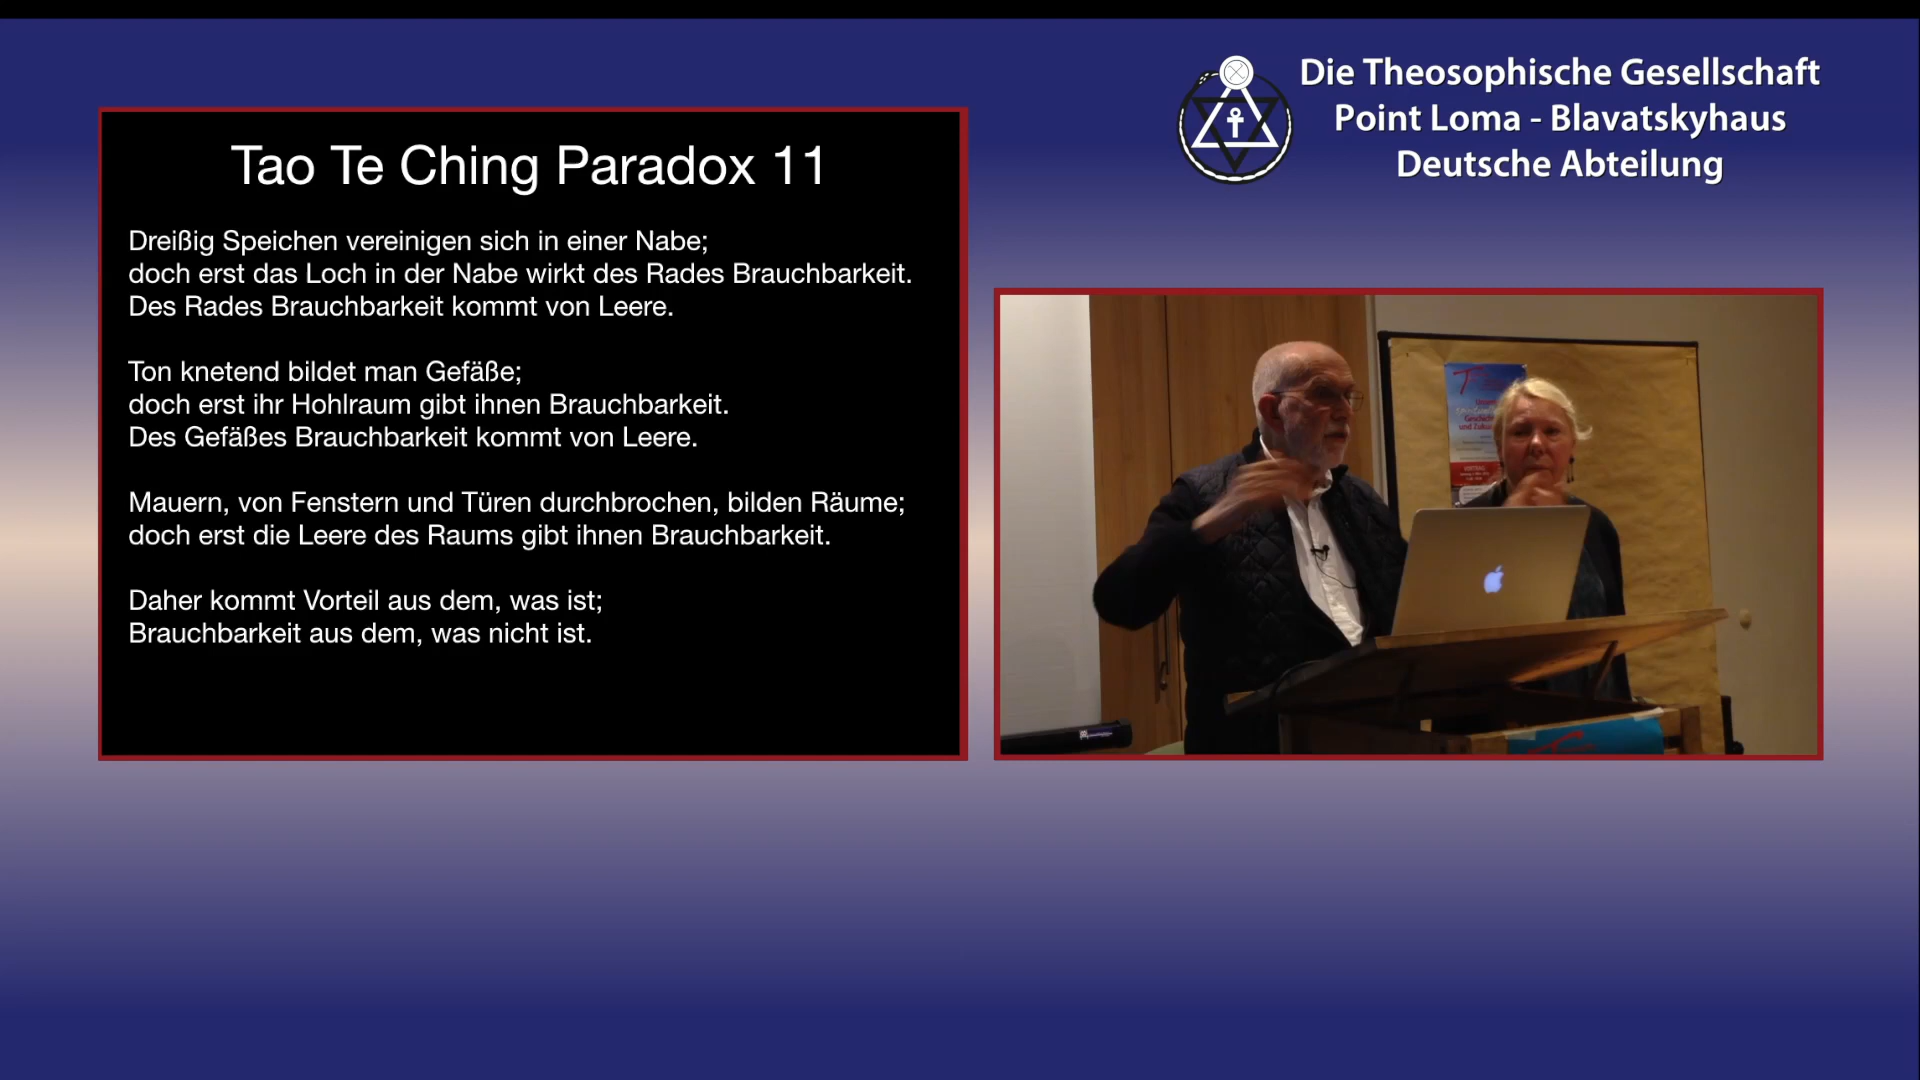 Tao Te Ching Paradox 11
Dreißig Speichen vereinigen sich in einer Nabe;
doch erst das Loch in der Nabe wirkt des Rades Brauchbarkeit.
Des Rades Brauchbarkeit kommt von Leere.
Ton knetend bildet man Gefäße;
doch erst ihr Hohlraum gibt ihnen Brauchbarkeit.
Des Gefäßes Brauchbarkeit kommt von Leere.
Mauern, von Fenstern und Türen durchbrochen, bilden Räume;
doch erst die Leere des Raums gibt ihnen Brauchbarkeit.
Daher kommt Vorteil aus dem, was ist;
Brauchbarkeit aus dem, was nicht ist.
Die Theosophische Gesellschaft
Point Loma - Blavatskyhaus
Deutsche Abteilung